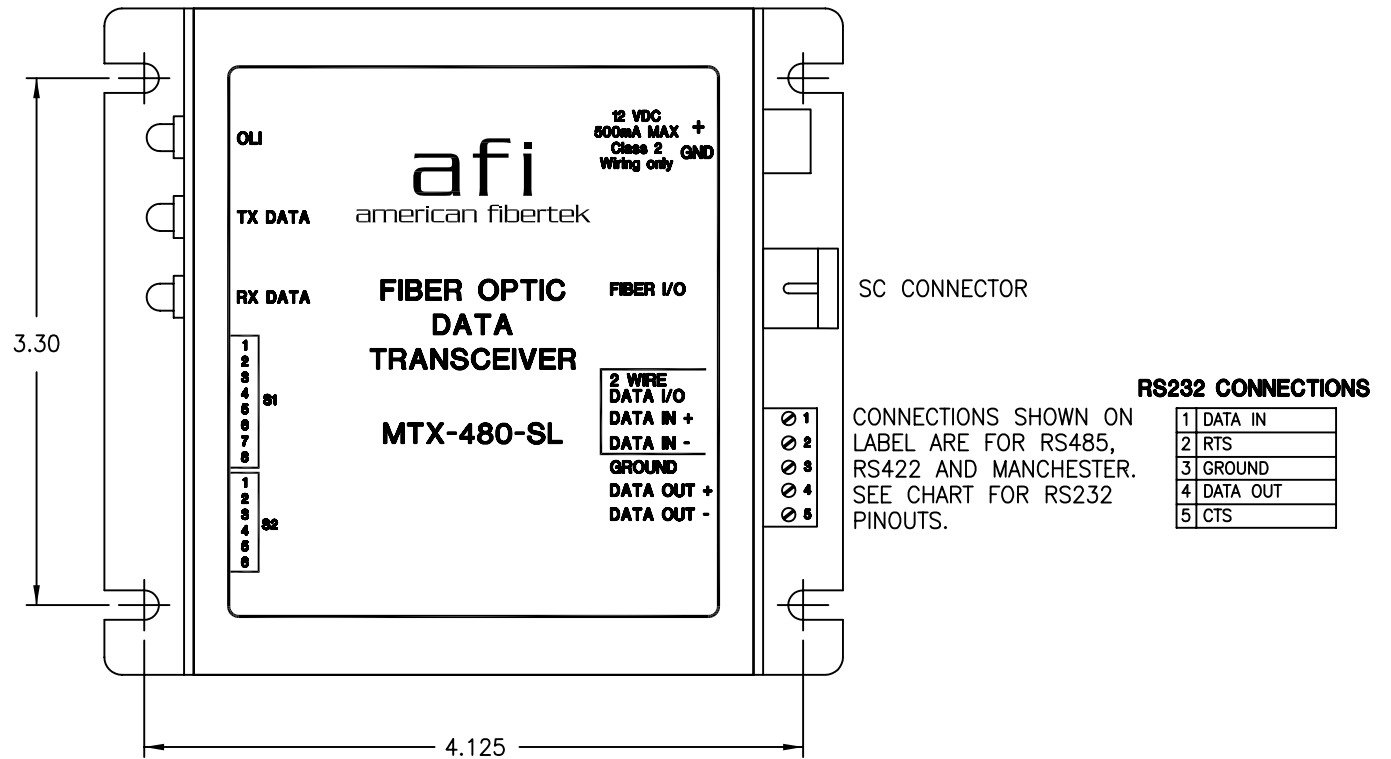 OLI
TX DATA
RX DATA
1
2
3
4
5
6
7
8
S1
1
2
3
4
5
6
S2
afi
american fibertek
FIBER OPTIC
DATA
TRANSCEIVER
MTX-480-SL
12 VDC
500mA MAX +
Class 2 GND
Wiring only
FIBER I/O
2 WIRE
DATA I/O
DATA IN +
DATA IN -
GROUND
DATA OUT +
DATA OUT -
1
2
3
4
5
SC CONNECTOR
CONNECTIONS SHOWN ON
LABEL ARE FOR RS485,
RS422 AND MANCHESTER.
SEE CHART FOR RS232
PINOUTS.
RS232 CONNECTIONS
1 DATA IN
2 RTS
3 GROUND
4 DATA OUT
5 CTS
3.30
4.125